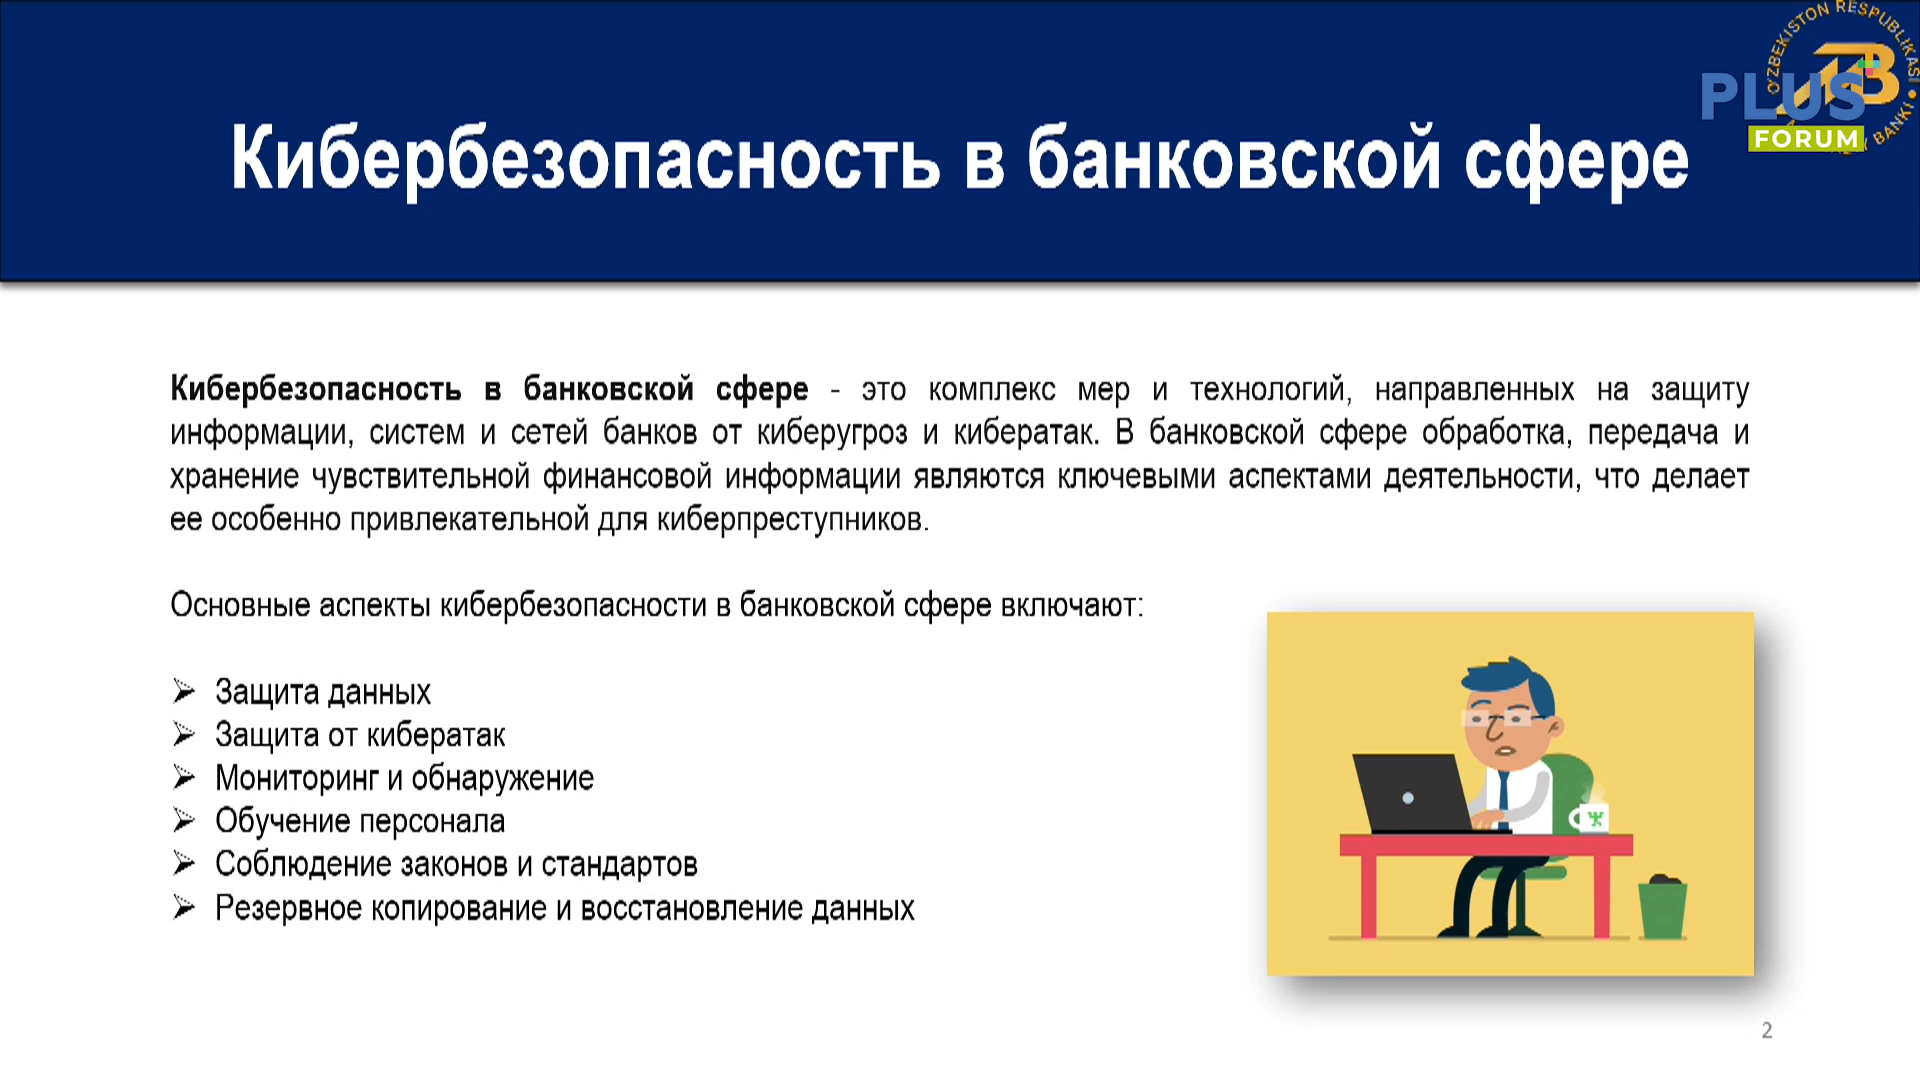 O'ZBEKISTON RESPUBLIKASI
BANKI
PLUS
FORUM
Кибербезопасность в банковской сфере
Кибербезопасность в банковской сфере - это комплекс мер и технологий, направленных на защиту
информации, систем и сетей банков от киберугроз и кибератак. В банковской сфере обработка, передача и
хранение чувствительной финансовой информации являются ключевыми аспектами деятельности, что делает
ее особенно привлекательной для киберпреступников.
Основные аспекты кибербезопасности в банковской сфере включают:
➢ Защита данных
➢ Защита от кибератак
➢ Мониторинг и обнаружение
➢ Обучение персонала
➢ Соблюдение законов и стандартов
➢ Резервное копирование и восстановление данных
2